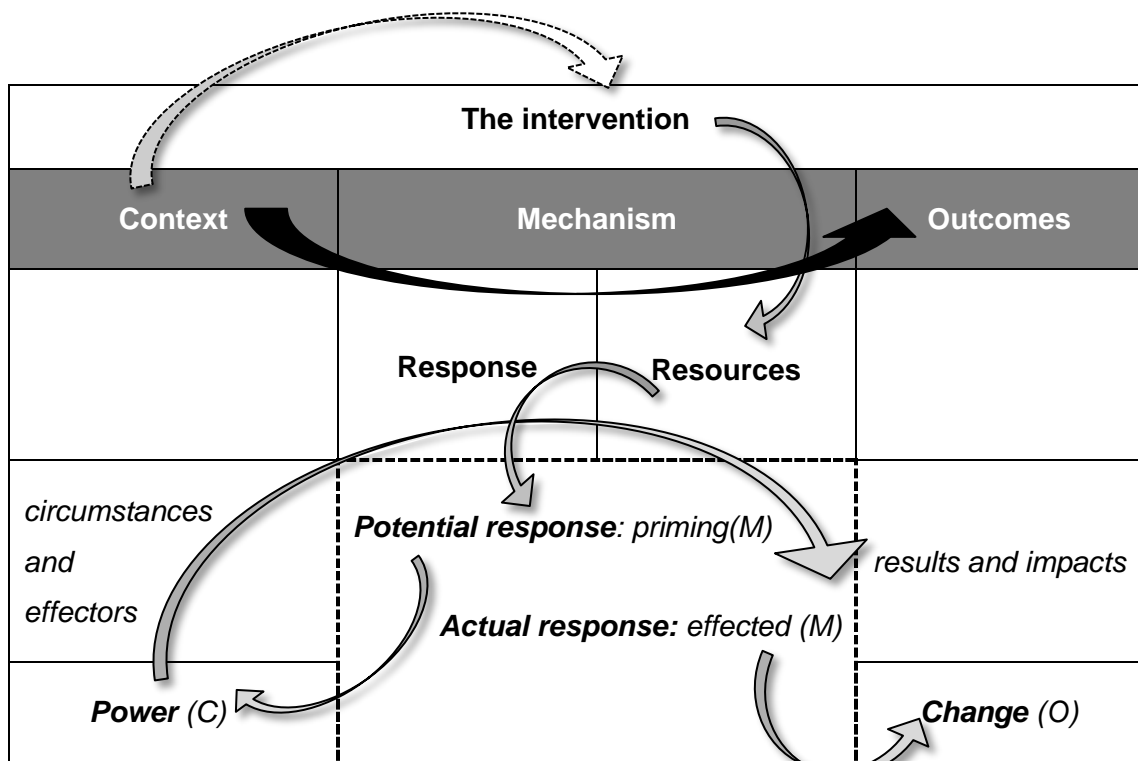 The intervention
Context
Mechanism
Outcomes
Response
Resources
circumstances
and
effectors
Potential response: priming(M)
Actual response: effected (M)
results and impacts
Power (C)
Change (O)